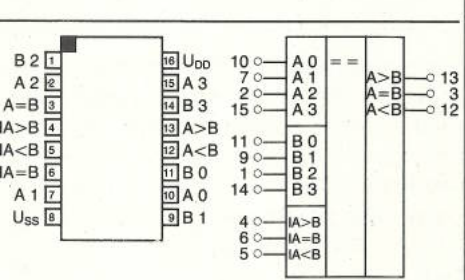 B 2 1 16 UDD
A 2 2 15 A 3
A=B 3 14 B 3
IA>B 4 13 A>B
IA<B 5 12 A<B
IA=B 6 11 B 0
A 1 7 10 A 0
USS 8 9 B 1
10 A 0 = =
7 A 1 A>B 13
2 A 2 A=B 3
15 A 3 A<B 12
11 B 0
9 B 1
1 B 2
14 B 3
4 IA>B
6 IA=B
5 IA<B